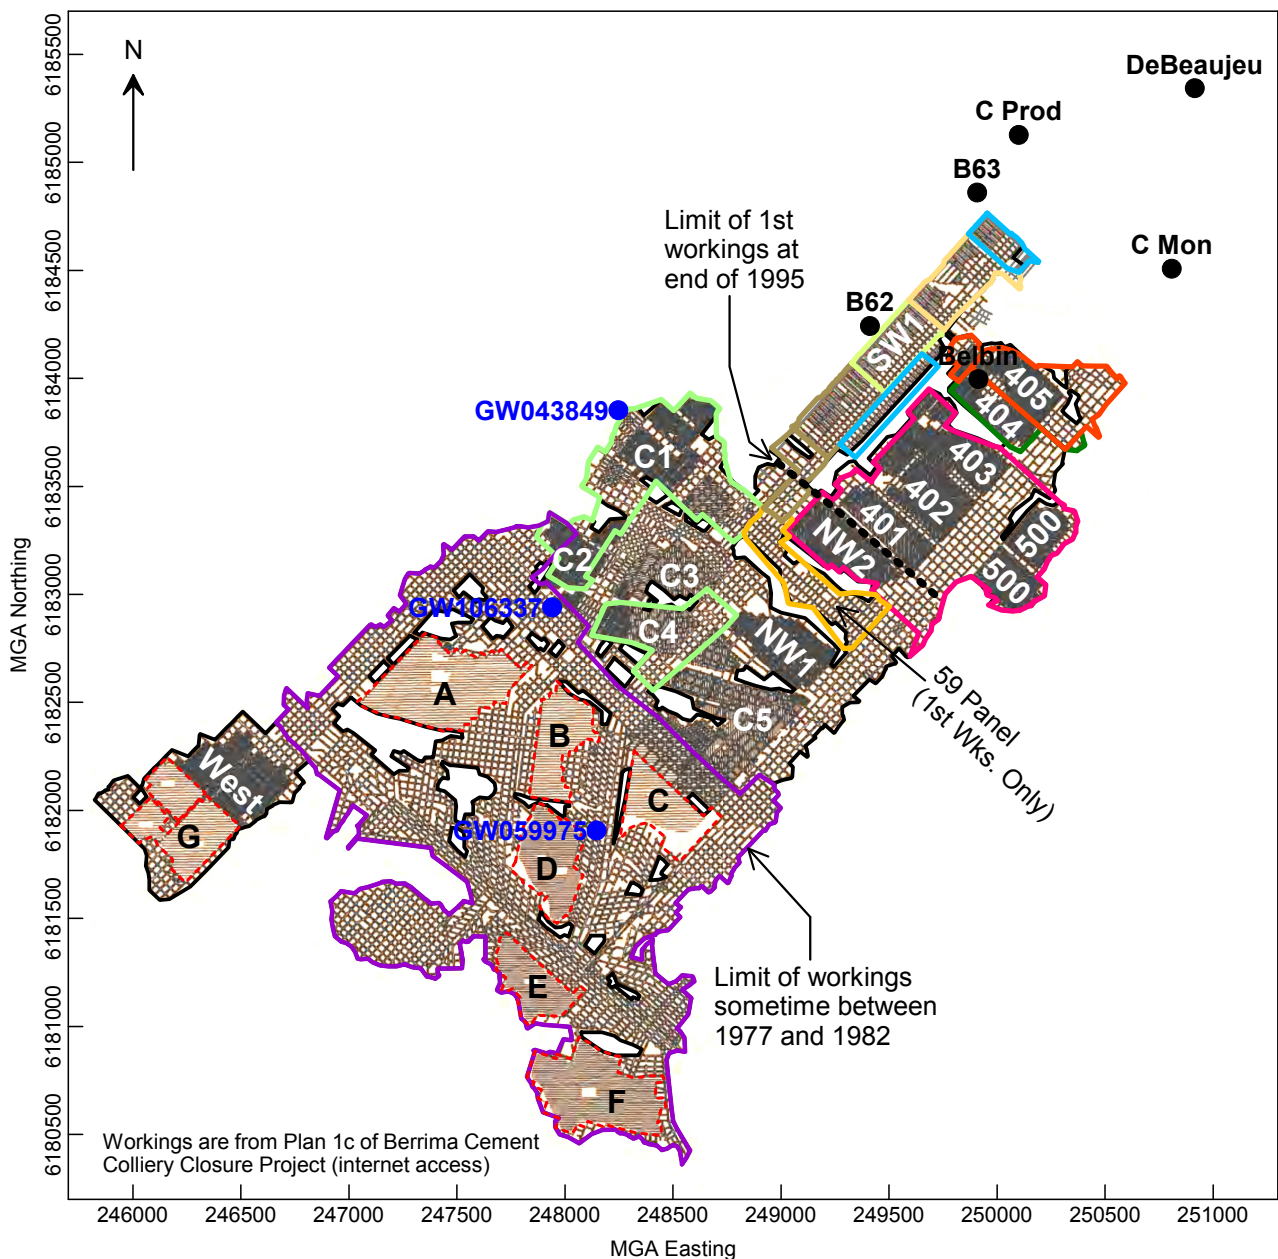 N
DeBeaujeu
C Prod
B63
Limit of 1st
workings at
end of 1995
C Mon
B62
SW1
Belbin
405
404
GW043849
C1
403
402
401
NW2
500
500
C2
C3
GW106337
C4
NW1
59 Panel
(1st Wks. Only)
A
B
C5
West
C
G
GW059975
D
E
Limit of workings
sometime between
1977 and 1982
F
Workings are from Plan 1c of Berrima Cement
Colliery Closure Project (internet access)
MGA Northing
6185500
6185000
6184500
6184000
6183500
6183000
6182500
6182000
6181500
6181000
6180500
246000 246500 247000 247500 248000 248500 249000 249500 250000 250500 251000
MGA Easting